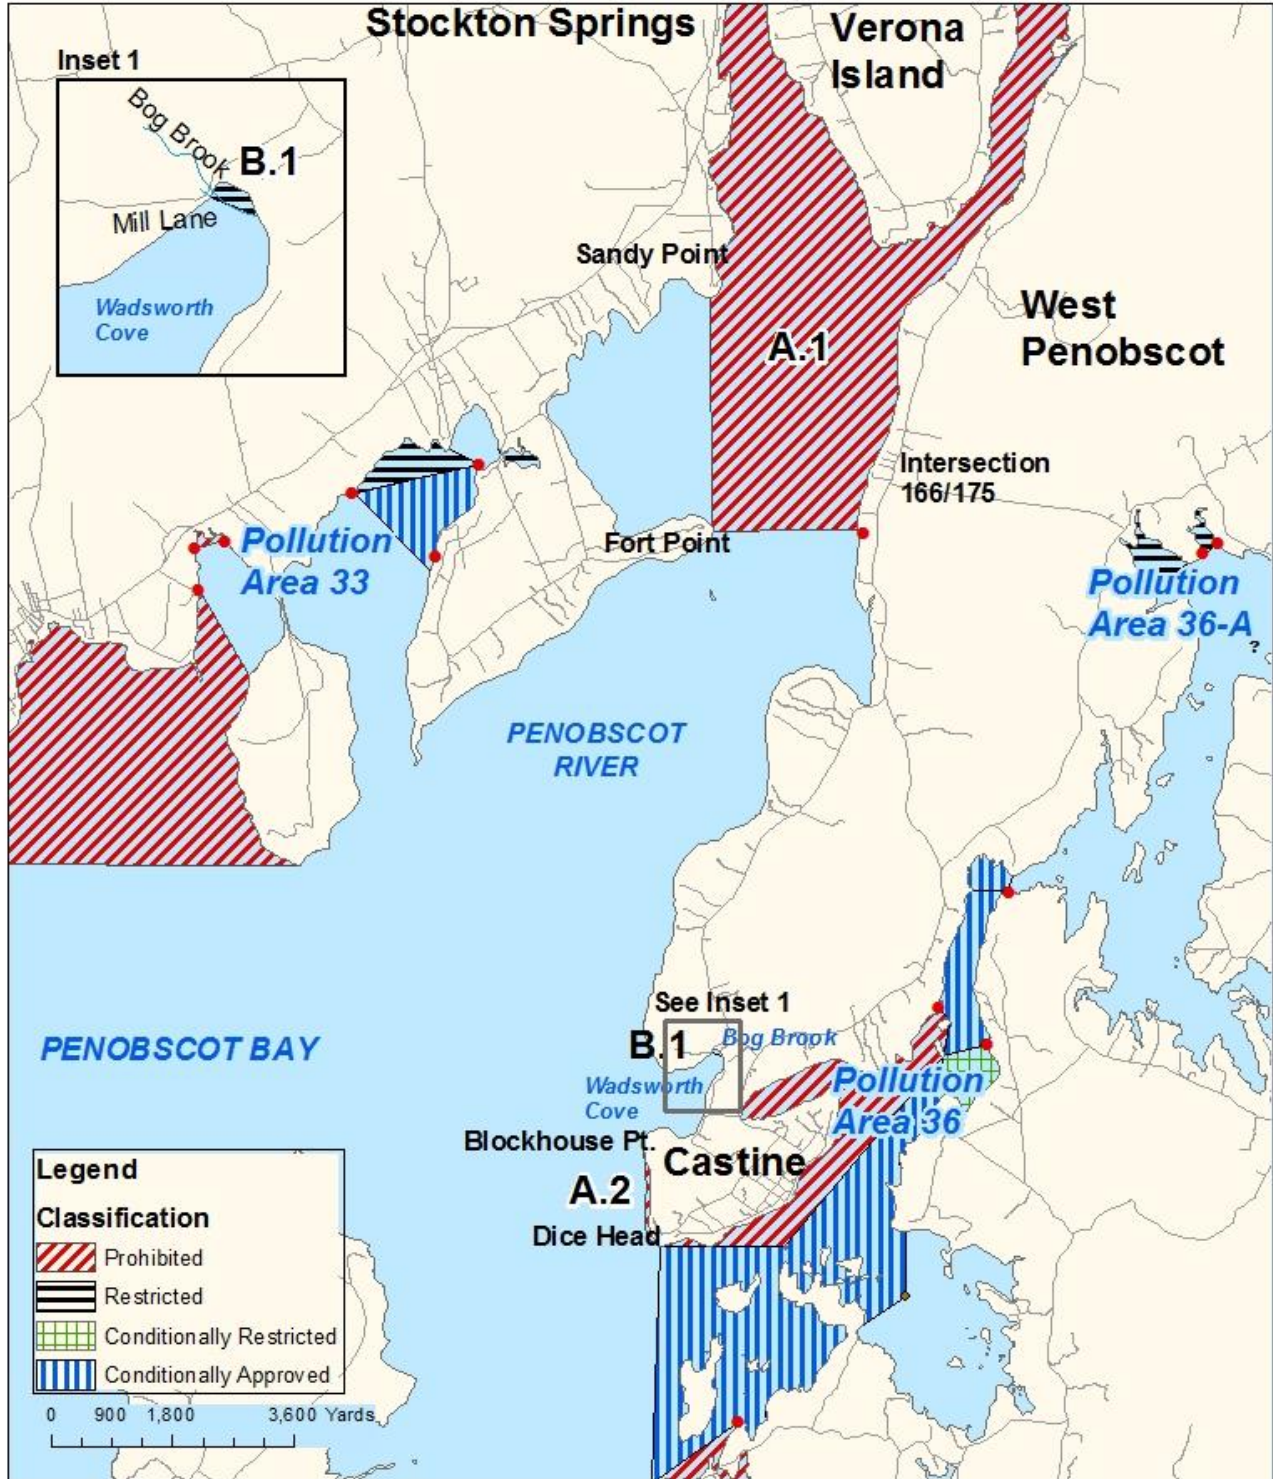 Stockton Springs
Verona
Island
Inset 1
Bog Brook
B.1
Mill Lane
Wadsworth
Cove
Sandy Point
West
Penobscot
A.1
Intersection
166/175
Pollution
Area 33
Fort Point
Pollution
Area 36-A
?
PENOBSCOT
RIVER
See Inset 1
B.1
Bog Brook
PENOBSCOT BAY
Wadsworth
Cove
Pollution
Area 36
Blockhouse Pt.
Castine
A.2
Dice Head
Legend
Classification
Prohibited
Restricted
Conditionally Restricted
Conditionally Approved
0 900 1,800 3,600 Yards